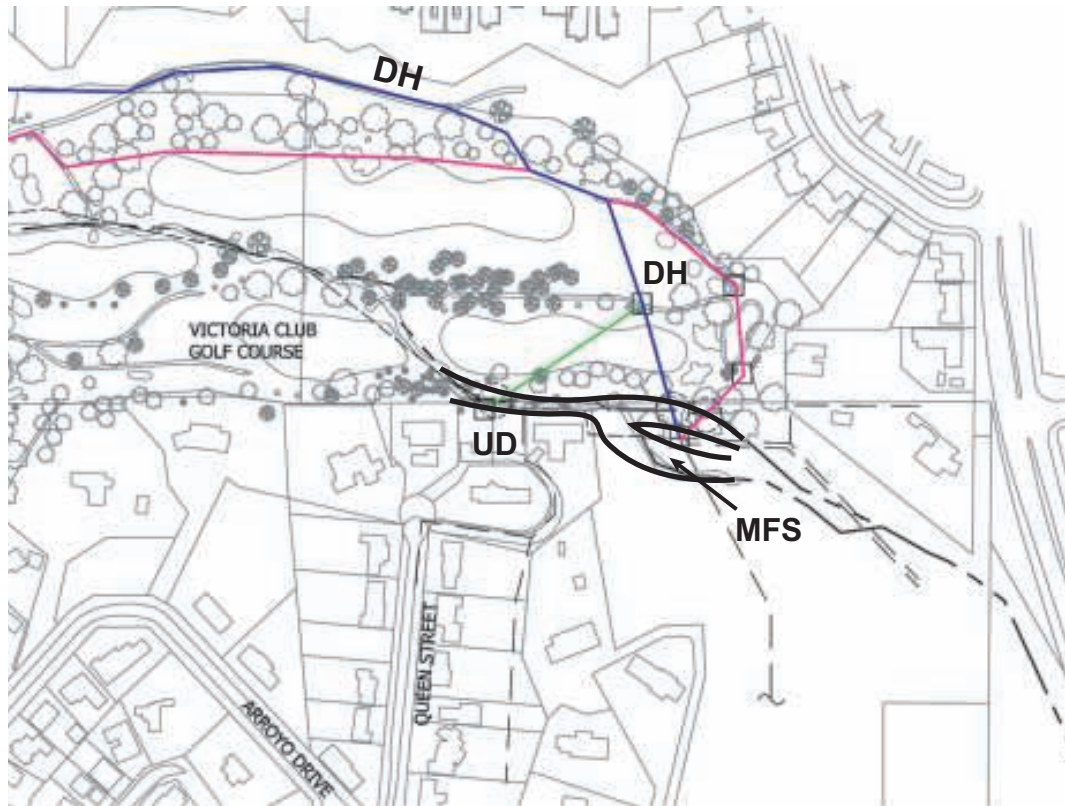 DH
DH
VICTORIA CLUB
GOLF COURSE
UD
MFS
QUEEN STREET
ARROYO DRIVE